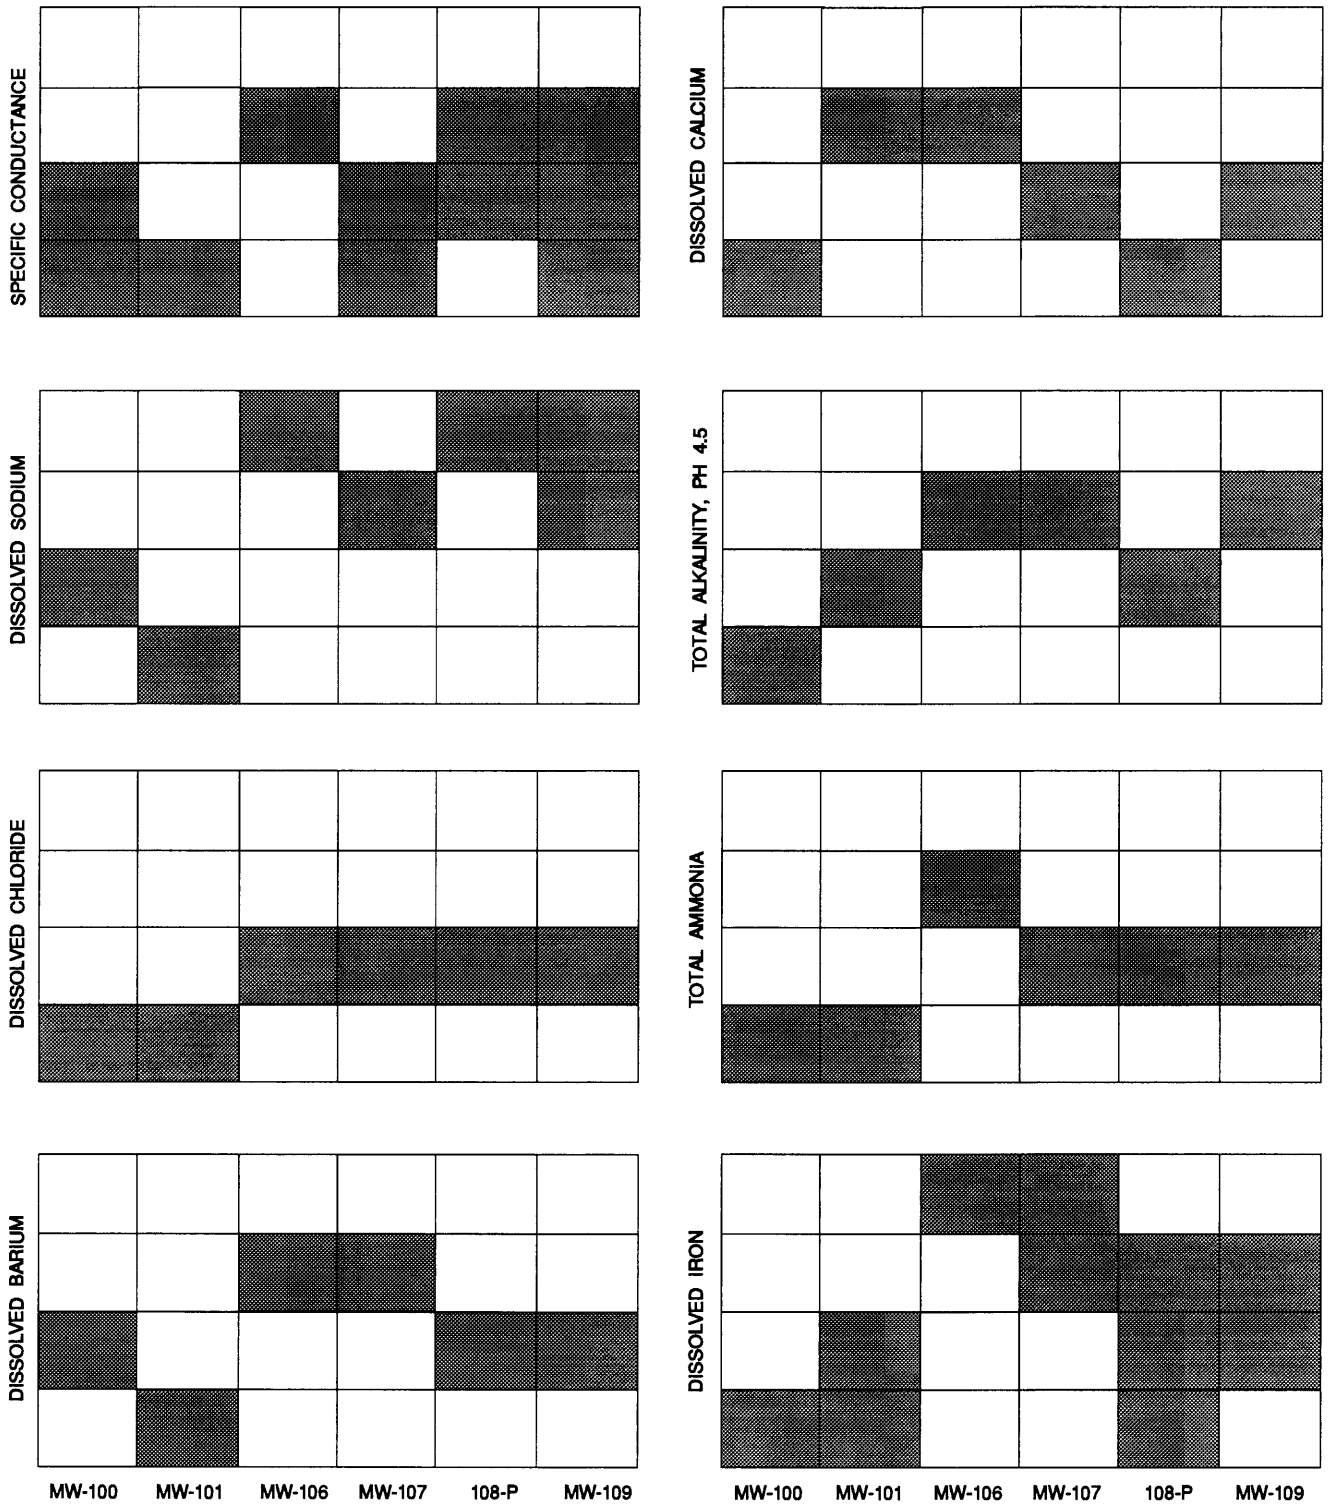 SPECIFIC CONDUCTANCE
DISSOLVED CALCIUM
DISSOLVED SODIUM
TOTAL ALKALINITY, PH 4.5
DISSOLVED CHLORIDE
TOTAL AMMONIA
DISSOLVED BARIUM
DISSOLVED IRON
MW-100 MW-101 MW-106 MW-107 108-P MW-109
MW-100 MW-101 MW-106 MW-107 108-P MW-109